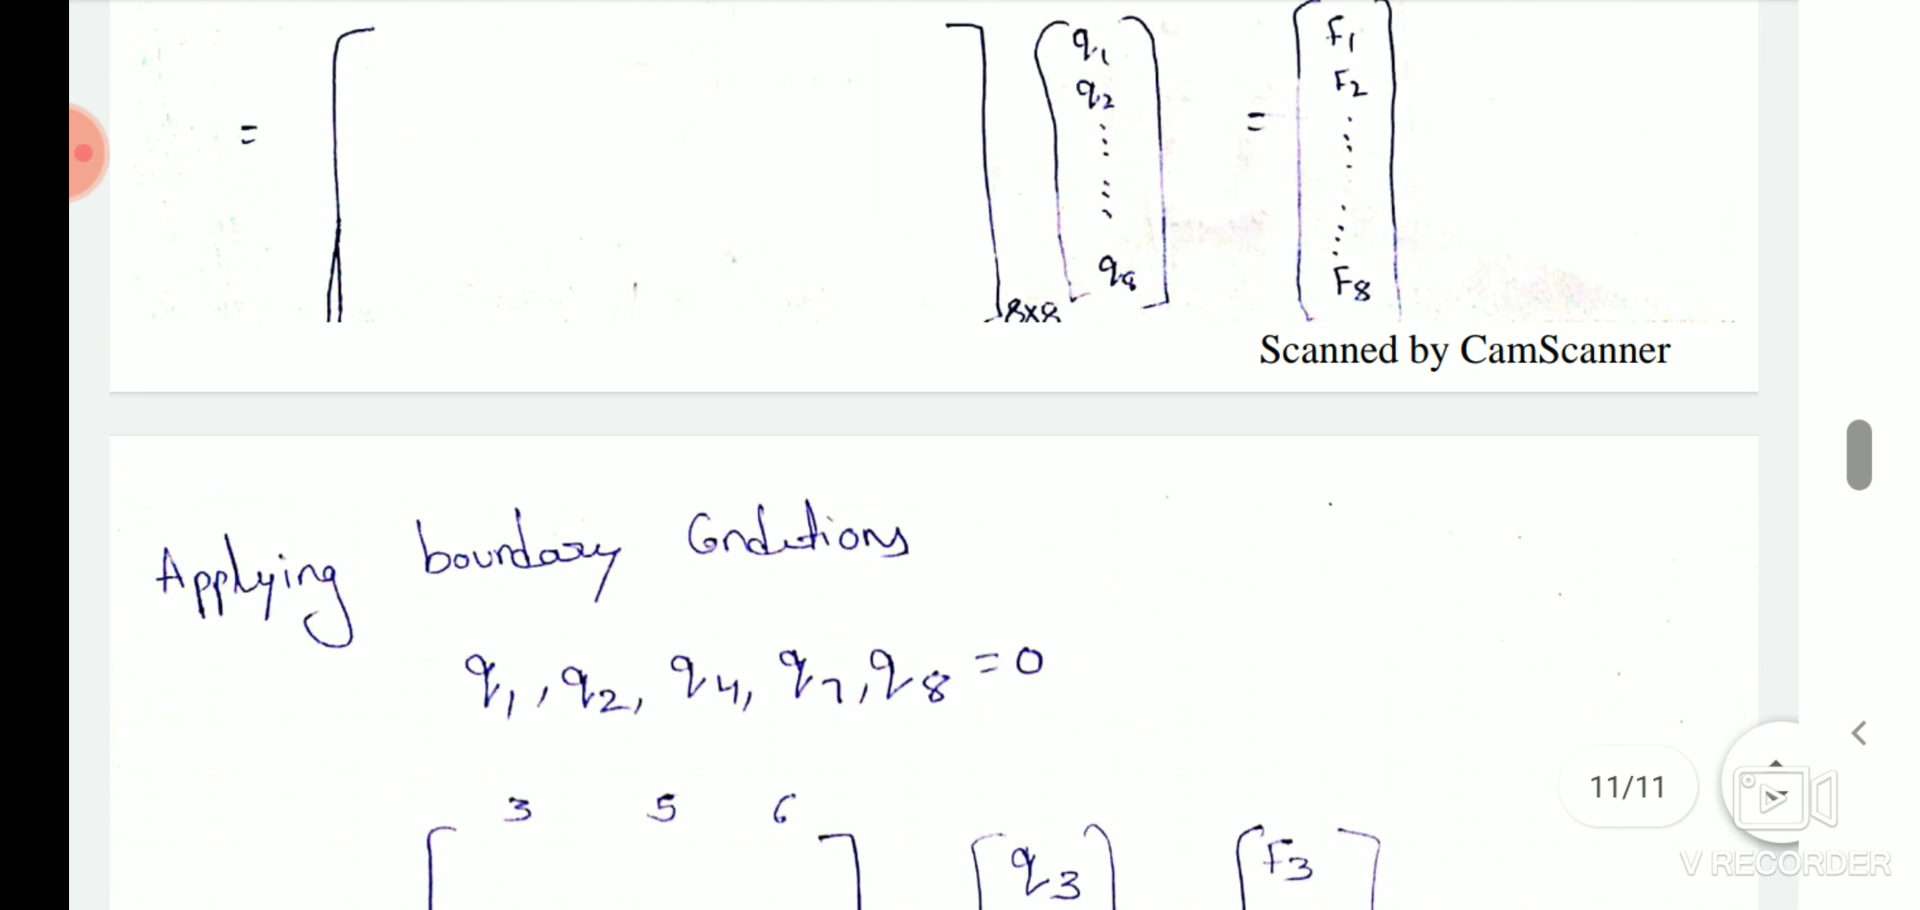 = [ ] 8x8 [ q1 q2 ⋮ ⋮ q8 ] = [ F1 F2 ⋮ ⋮ F8 ]
Scanned by CamScanner
Applying boundary Conditions
q1, q2, q4, q7, q8 = 0
3 5 6
[ ] [ q3 ] [ F3 ]
11/11
V RECORDER